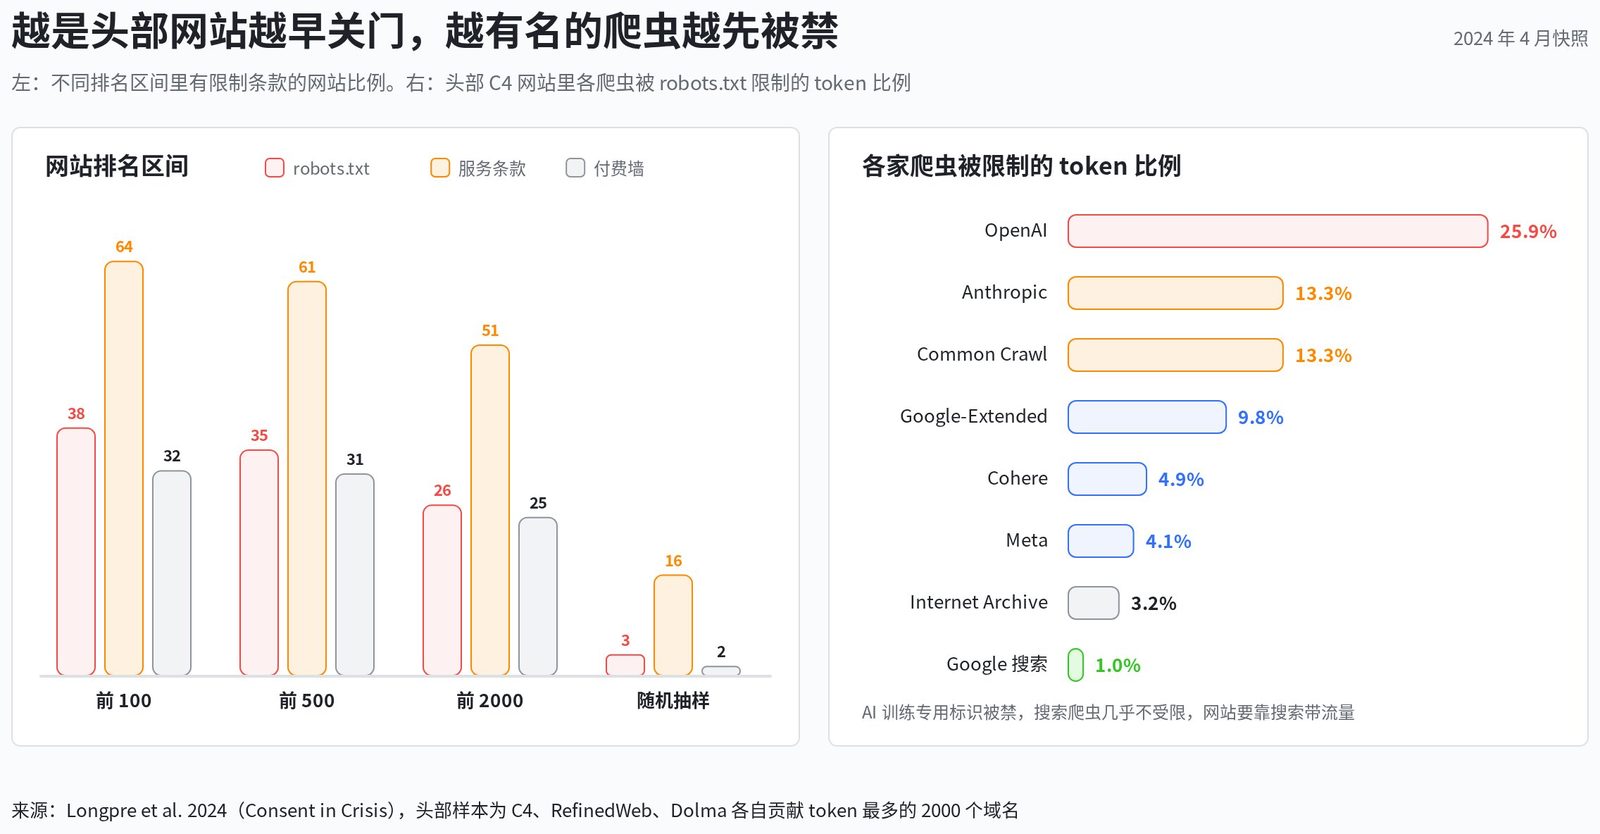 越是头部网站越早关门，越有名的爬虫越先被禁
2024 年 4 月快照
左：不同排名区间里有限制条款的网站比例。右：头部 C4 网站里各爬虫被 robots.txt 限制的 token 比例
网站排名区间
robots.txt
服务条款
付费墙
64
61
51
38
35
32
31
26
25
16
3
2
前 100
前 500
前 2000
随机抽样
各家爬虫被限制的 token 比例
OpenAI 25.9%
Anthropic 13.3%
Common Crawl 13.3%
Google-Extended 9.8%
Cohere 4.9%
Meta 4.1%
Internet Archive 3.2%
Google 搜索 1.0%
AI 训练专用标识被禁，搜索爬虫几乎不受限，网站要靠搜索带流量
来源：Longpre et al. 2024（Consent in Crisis），头部样本为 C4、RefinedWeb、Dolma 各自贡献 token 最多的 2000 个域名